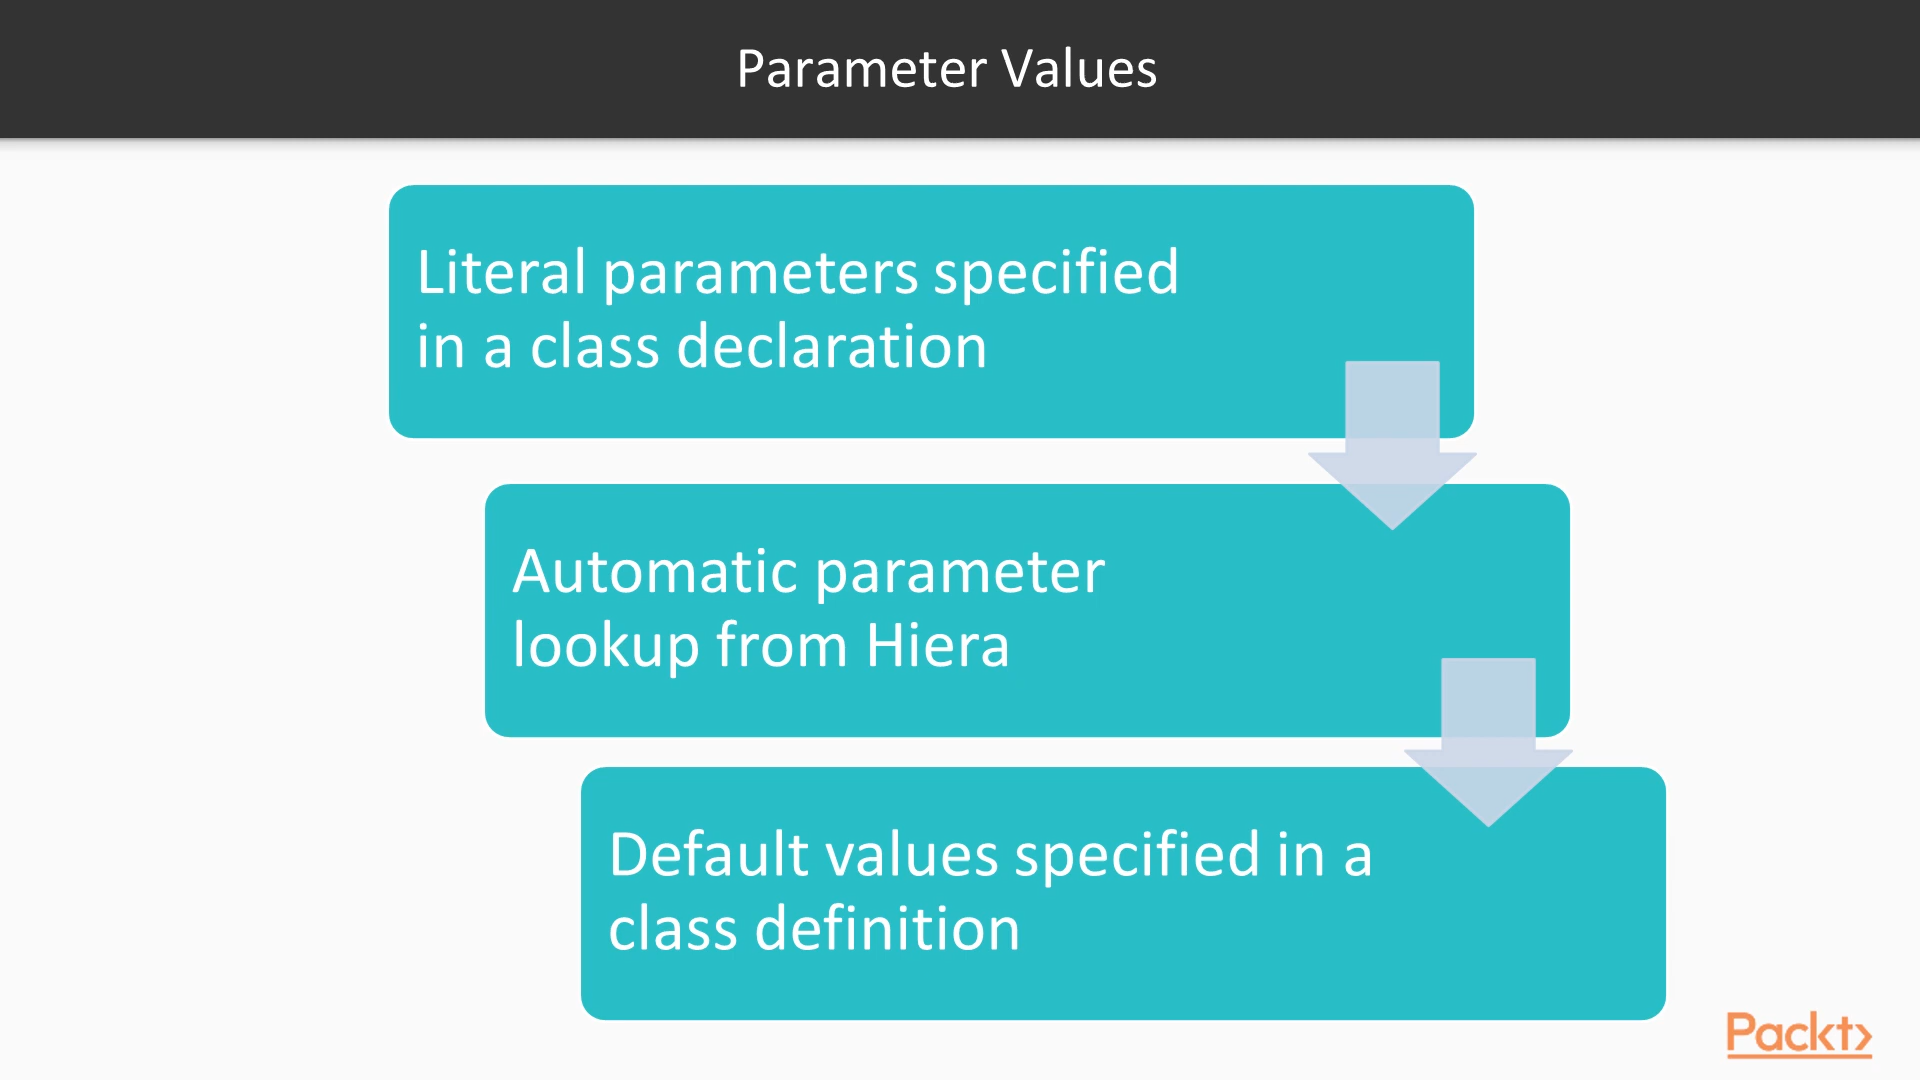 Parameter Values
Literal parameters specified
in a class declaration
Automatic parameter
lookup from Hiera
Default values specified in a
class definition
Packt>